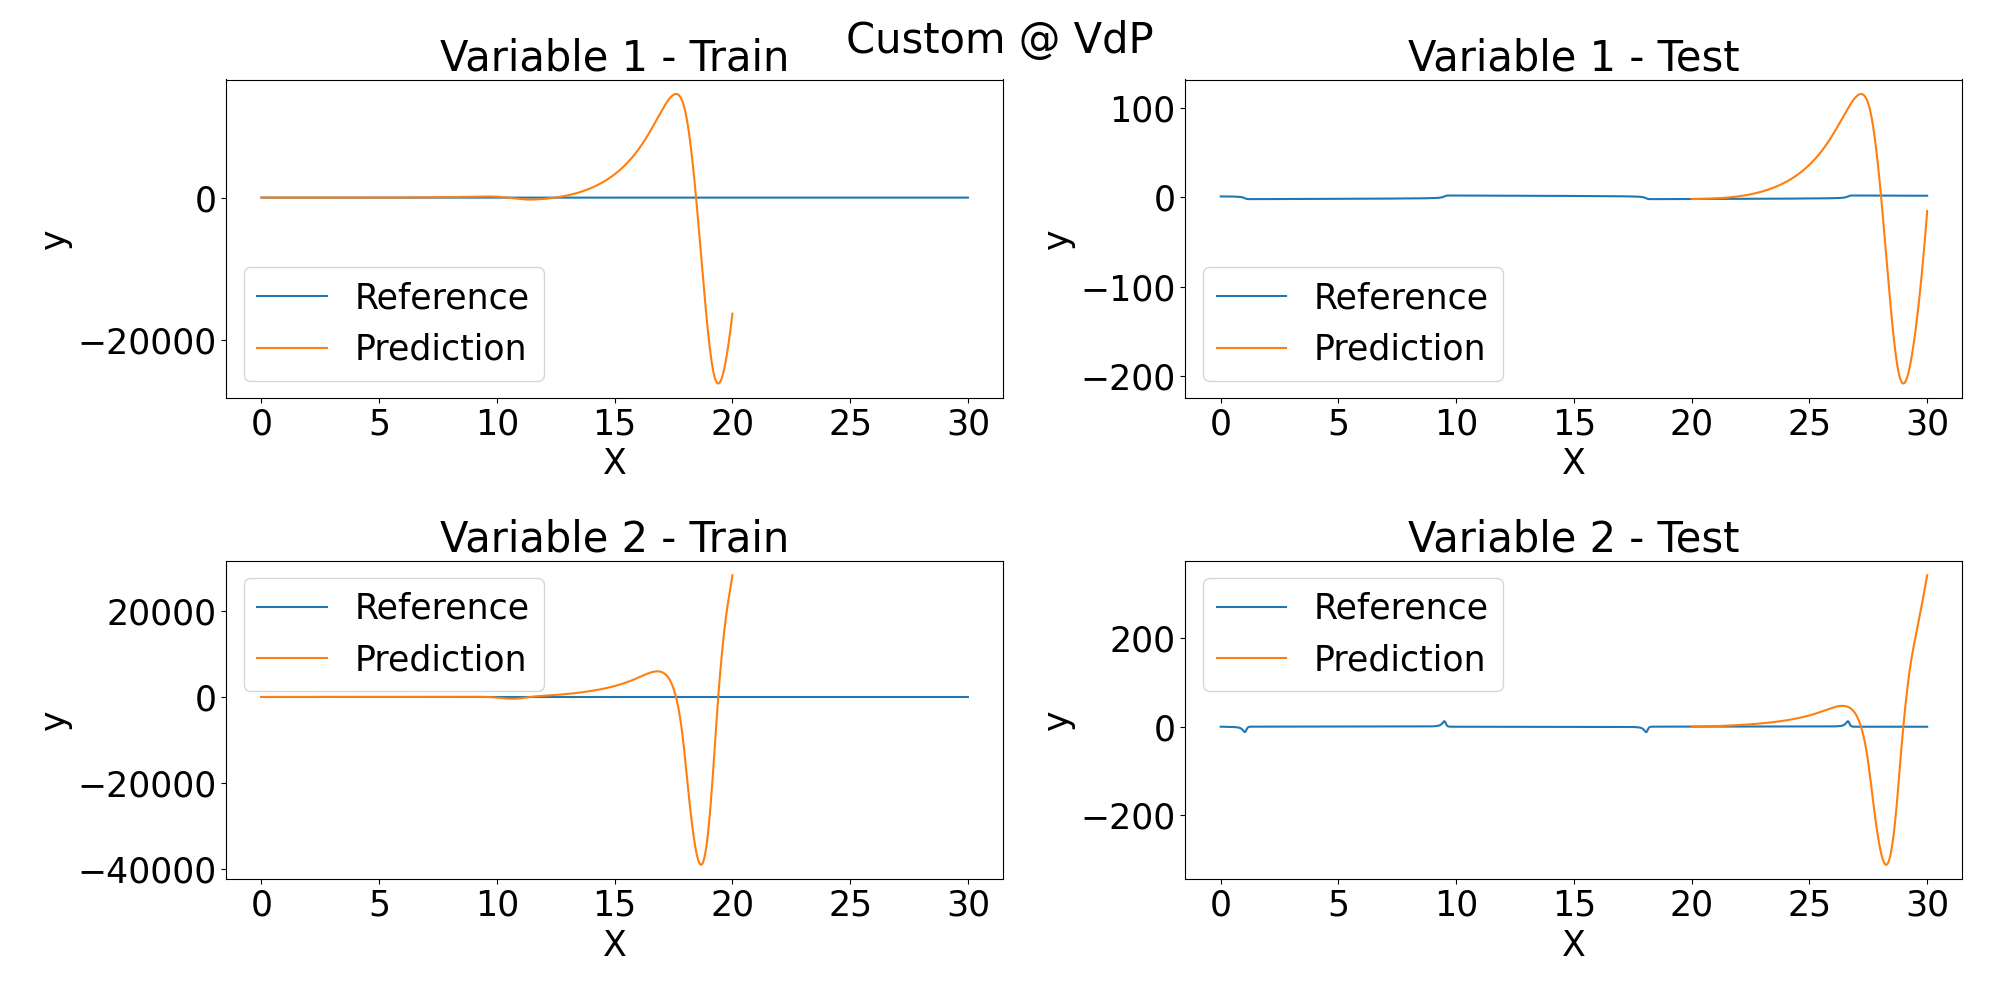 Custom @ VdP
Variable 1 - Train
0
−20000
y
Reference
Prediction
0 5 10 15 20 25 30
X
Variable 1 - Test
100
0
−100
−200
y
Reference
Prediction
0 5 10 15 20 25 30
X
Variable 2 - Train
20000
0
−20000
−40000
y
Reference
Prediction
0 5 10 15 20 25 30
X
Variable 2 - Test
200
0
−200
y
Reference
Prediction
0 5 10 15 20 25 30
X